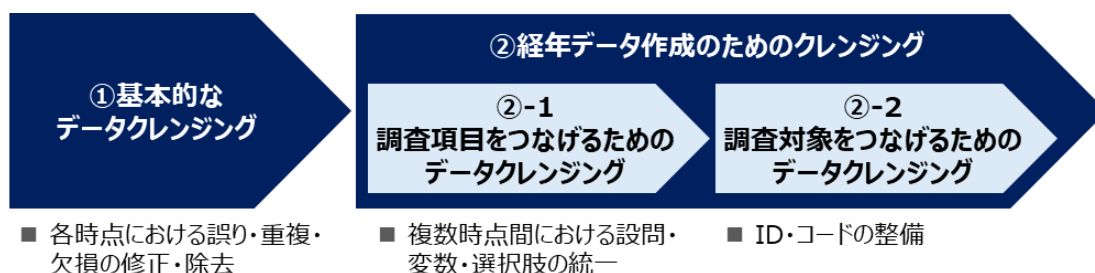 ①基本的な
データクレンジング
②経年データ作成のためのクレンジング
②-1
調査項目をつなげるための
データクレンジング
②-2
調査対象をつなげるための
データクレンジング
■ 各時点における誤り・重複・
欠損の修正・除去
■ 複数時点間における設問・
変数・選択肢の統一
■ ID・コードの整備